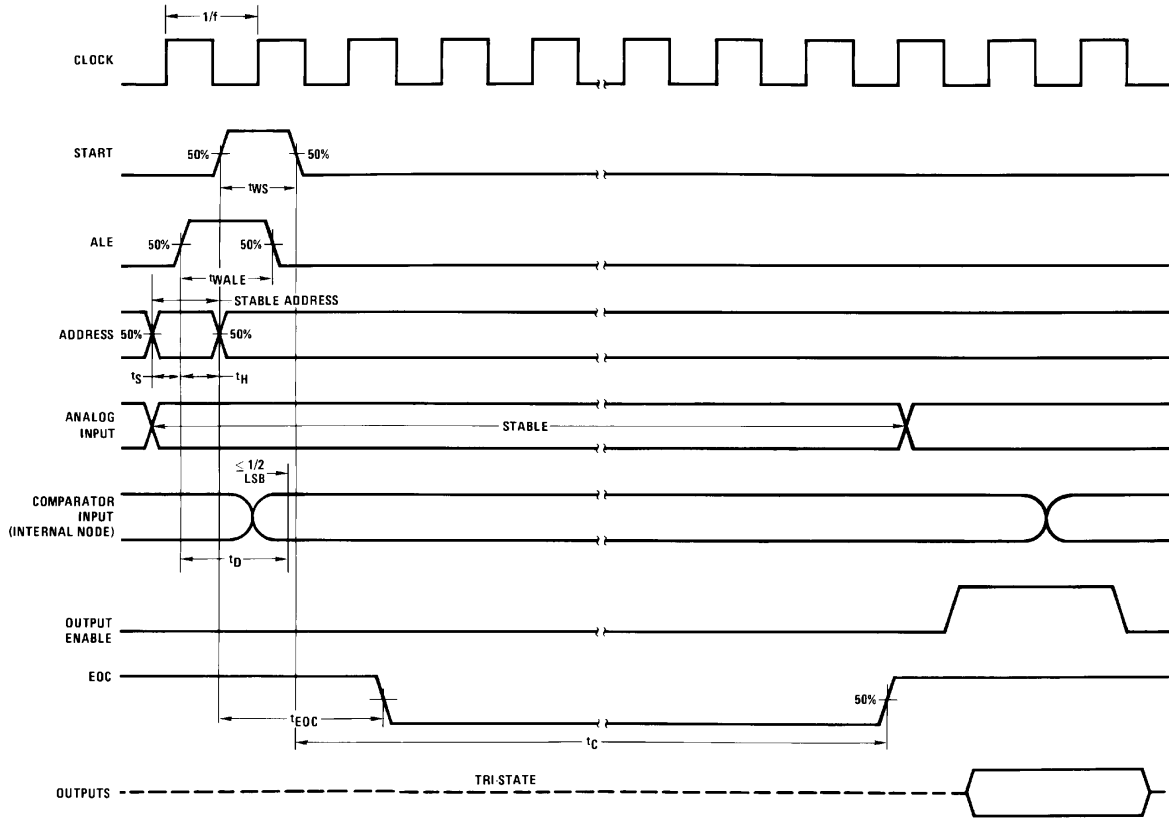 1/f
CLOCK
START
50%
50%
tWS
ALE
50%
50%
tWALE
STABLE ADDRESS
ADDRESS
50%
50%
tS
tH
ANALOG
INPUT
STABLE
≤ 1/2
LSB
COMPARATOR
INPUT
(INTERNAL NODE)
tD
OUTPUT
ENABLE
EOC
50%
tEOC
tC
TRI-STATE
OUTPUTS